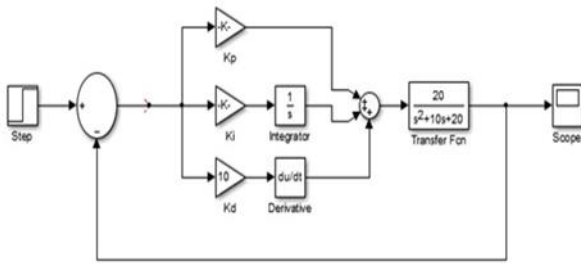 -K-
Kp
+
-
Step
-K-
Ki
1
s
Integrator
+
+
+
20
s²+10s+20
Transfer Fcn
Scope
10
Kd
du/dt
Derivative